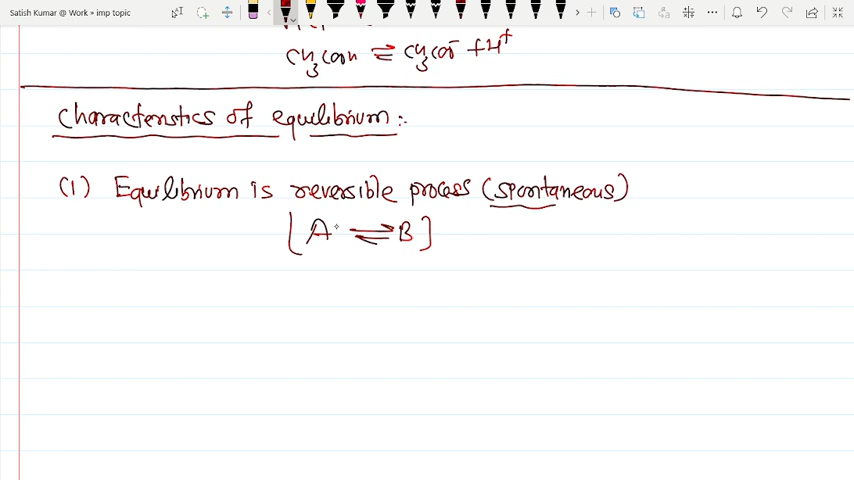 Satish Kumar @ Work » imp topic
CH3COOH ⇌ CH3COO⁻ + H⁺
Characteristics of equilibrium :.
(1) Equilibrium is reversible process (spontaneous)
[A ⇌ B]